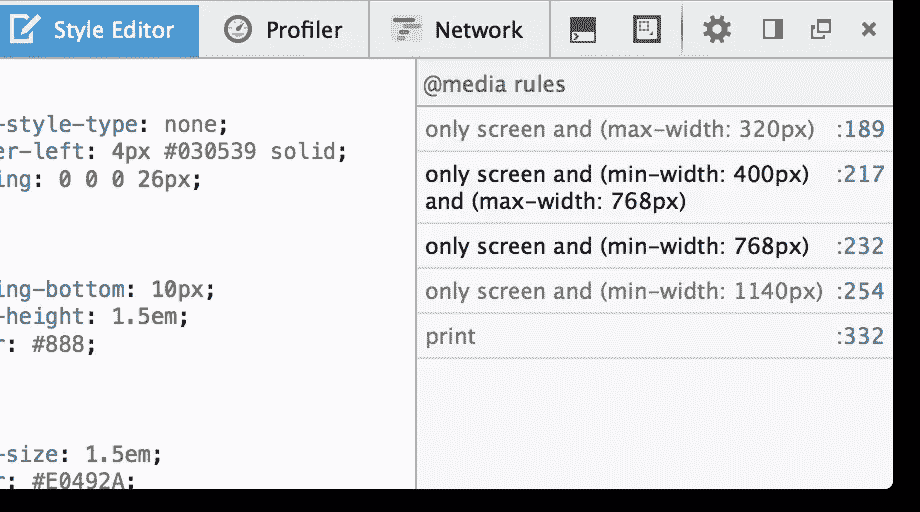 Style Editor Profiler Network
@media rules
-style-type: none;
er-left: 4px #030539 solid;
ing: 0 0 0 26px;
ing-bottom: 10px;
-height: 1.5em;
r: #888;
-size: 1.5em;
r: #E0492A;
only screen and (max-width: 320px) :189
only screen and (min-width: 400px) :217
and (max-width: 768px)
only screen and (min-width: 768px) :232
only screen and (min-width: 1140px) :254
print :332